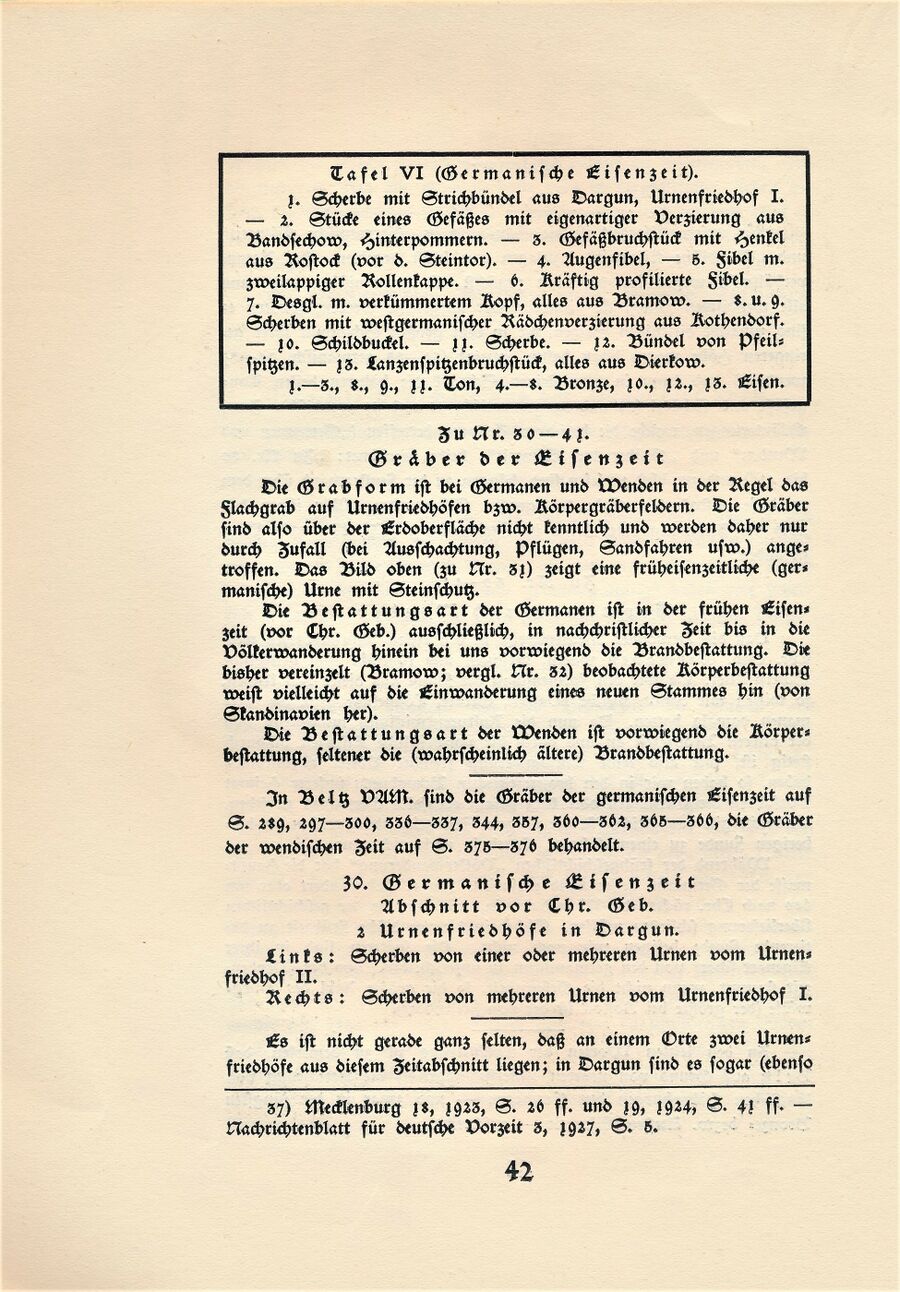 Tafel VI (Germanische Eisenzeit).
1. Scherbe mit Strichbündel aus Dargun, Urnenfriedhof I.
— 2. Stücke eines Gefäßes mit eigenartiger Verzierung aus
Bandsechow, Hinterpommern. — 3. Gefäßbruchstück mit Henkel
aus Rostock (vor d. Steintor). — 4. Augenfibel, — 5. Fibel m.
zweilappiger Rollenkappe. — 6. Kräftig profilierte Fibel. —
7. Desgl. m. verkümmertem Kopf, alles aus Bramow. — 8. u. 9.
Scherben mit westgermanischer Rädchenverzierung aus Kothendorf.
— 10. Schildbuckel. — 11. Scherbe. — 12. Bündel von Pfeil-
spitzen. — 13. Lanzenspitzenbruchstück, alles aus Dierkow.
1.—3., 8., 9., 11. Ton, 4.—8. Bronze, 10., 12., 13. Eisen.
Zu Nr. 30—41.
Gräber der Eisenzeit
Die Grabform ist bei Germanen und Wenden in der Regel das
Flachgrab auf Urnenfriedhöfen bzw. Körpergräberfeldern. Die Gräber
sind also über der Erdoberfläche nicht kenntlich und werden daher nur
durch Zufall (bei Ausschachtung, Pflügen, Sandfahren usw.) ange-
troffen. Das Bild oben (zu Nr. 31) zeigt eine früheisenzeitliche (ger-
manische) Urne mit Steinschutz.
Die Bestattungsart der Germanen ist in der frühen Eisen-
zeit (vor Chr. Geb.) ausschließlich, in nachchristlicher Zeit bis in die
Völkerwanderung hinein bei uns vorwiegend die Brandbestattung. Die
bisher vereinzelt (Bramow; vergl. Nr. 32) beobachtete Körperbestattung
weist vielleicht auf die Einwanderung eines neuen Stammes hin (von
Skandinavien her).
Die Bestattungsart der Wenden ist vorwiegend die Körper-
bestattung, seltener die (wahrscheinlich ältere) Brandbestattung.
In Beltz VAM. sind die Gräber der germanischen Eisenzeit auf
S. 289, 297—300, 336—337, 344, 357, 360—362, 365—366, die Gräber
der wendischen Zeit auf S. 375—376 behandelt.
30. Germanische Eisenzeit
Abschnitt vor Chr. Geb.
2 Urnenfriedhöfe in Dargun.
Links: Scherben von einer oder mehreren Urnen vom Urnen-
friedhof II.
Rechts: Scherben von mehreren Urnen vom Urnenfriedhof I.
Es ist nicht gerade ganz selten, daß an einem Orte zwei Urnen-
friedhöfe aus diesem Zeitabschnitt liegen; in Dargun sind es sogar (ebenso
37) Mecklenburg 18, 1923, S. 26 ff. und 19, 1924, S. 41 ff. —
Nachrichtenblatt für deutsche Vorzeit 3, 1927, S. 5.
42